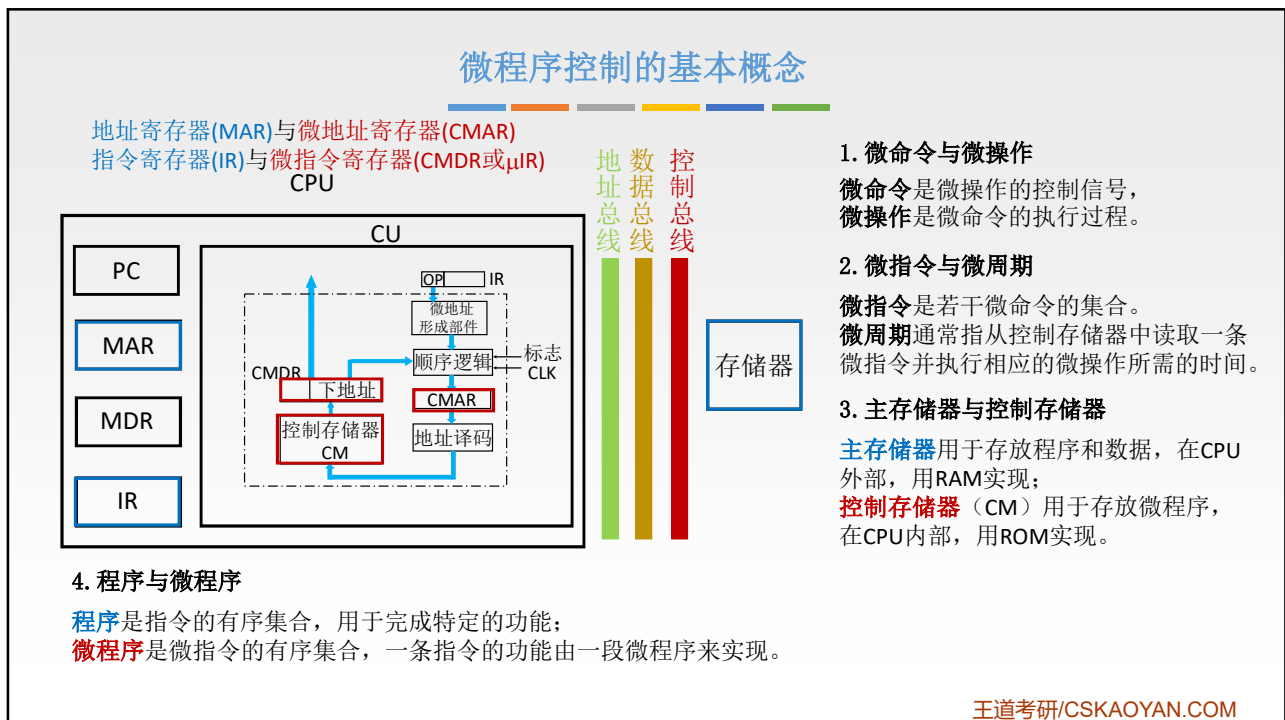 微程序控制的基本概念
地址寄存器(MAR)与微地址寄存器(CMAR)
指令寄存器(IR)与微指令寄存器(CMDR或μIR)
CPU
CU
PC
MAR
MDR
IR
OP
IR
微地址
形成部件
顺序逻辑
标志
CLK
CMDR
下地址
CMAR
控制存储器
CM
地址译码
地址总线
数据总线
控制总线
存储器
1. 微命令与微操作
微命令是微操作的控制信号，
微操作是微命令的执行过程。
2. 微指令与微周期
微指令是若干微命令的集合。
微周期通常指从控制存储器中读取一条
微指令并执行相应的微操作所需的时间。
3. 主存储器与控制存储器
主存储器用于存放程序和数据，在CPU
外部，用RAM实现；
控制存储器（CM）用于存放微程序，
在CPU内部，用ROM实现。
4. 程序与微程序
程序是指令的有序集合，用于完成特定的功能；
微程序是微指令的有序集合，一条指令的功能由一段微程序来实现。
王道考研/CSKAOYAN.COM